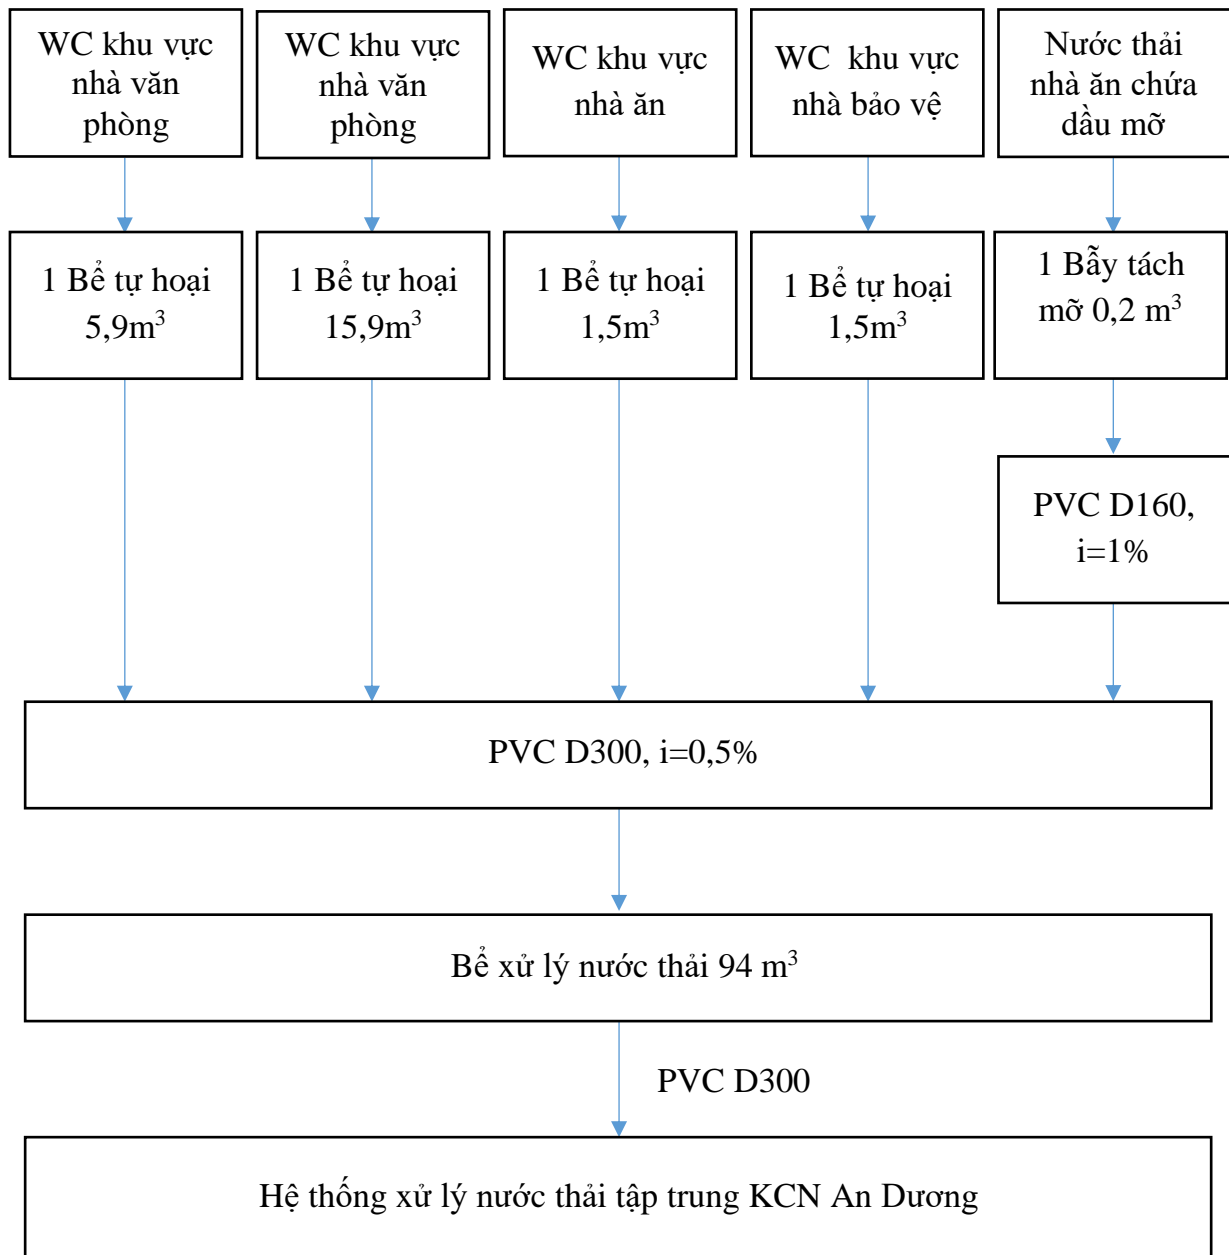 WC khu vực
nhà văn
phòng
WC khu vực
nhà văn
phòng
WC khu vực
nhà ăn
WC khu vực
nhà bảo vệ
Nước thải
nhà ăn chứa
dầu mỡ
1 Bể tự hoại
5,9m³
1 Bể tự hoại
15,9m³
1 Bể tự hoại
1,5m³
1 Bể tự hoại
1,5m³
1 Bẫy tách
mỡ 0,2 m³
PVC D160,
i=1%
PVC D300, i=0,5%
Bể xử lý nước thải 94 m³
PVC D300
Hệ thống xử lý nước thải tập trung KCN An Dương